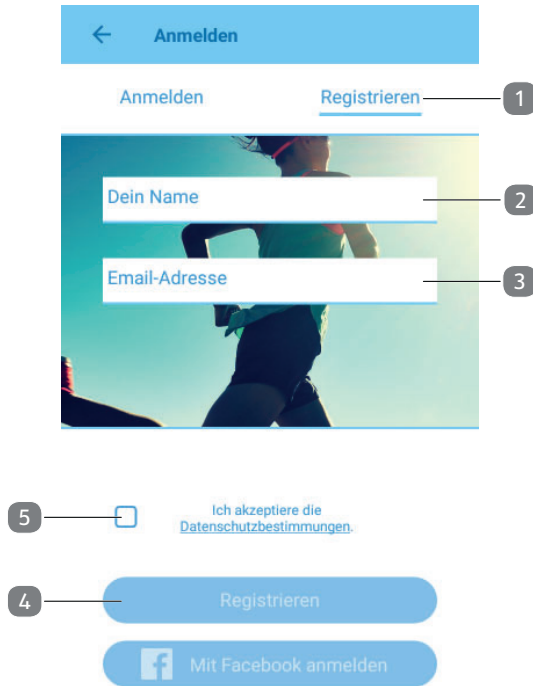 Anmelden
Anmelden Registrieren 1
Dein Name 2
Email-Adresse 3
5 Ich akzeptiere die
Datenschutzbestimmungen.
4 Registrieren
Mit Facebook anmelden